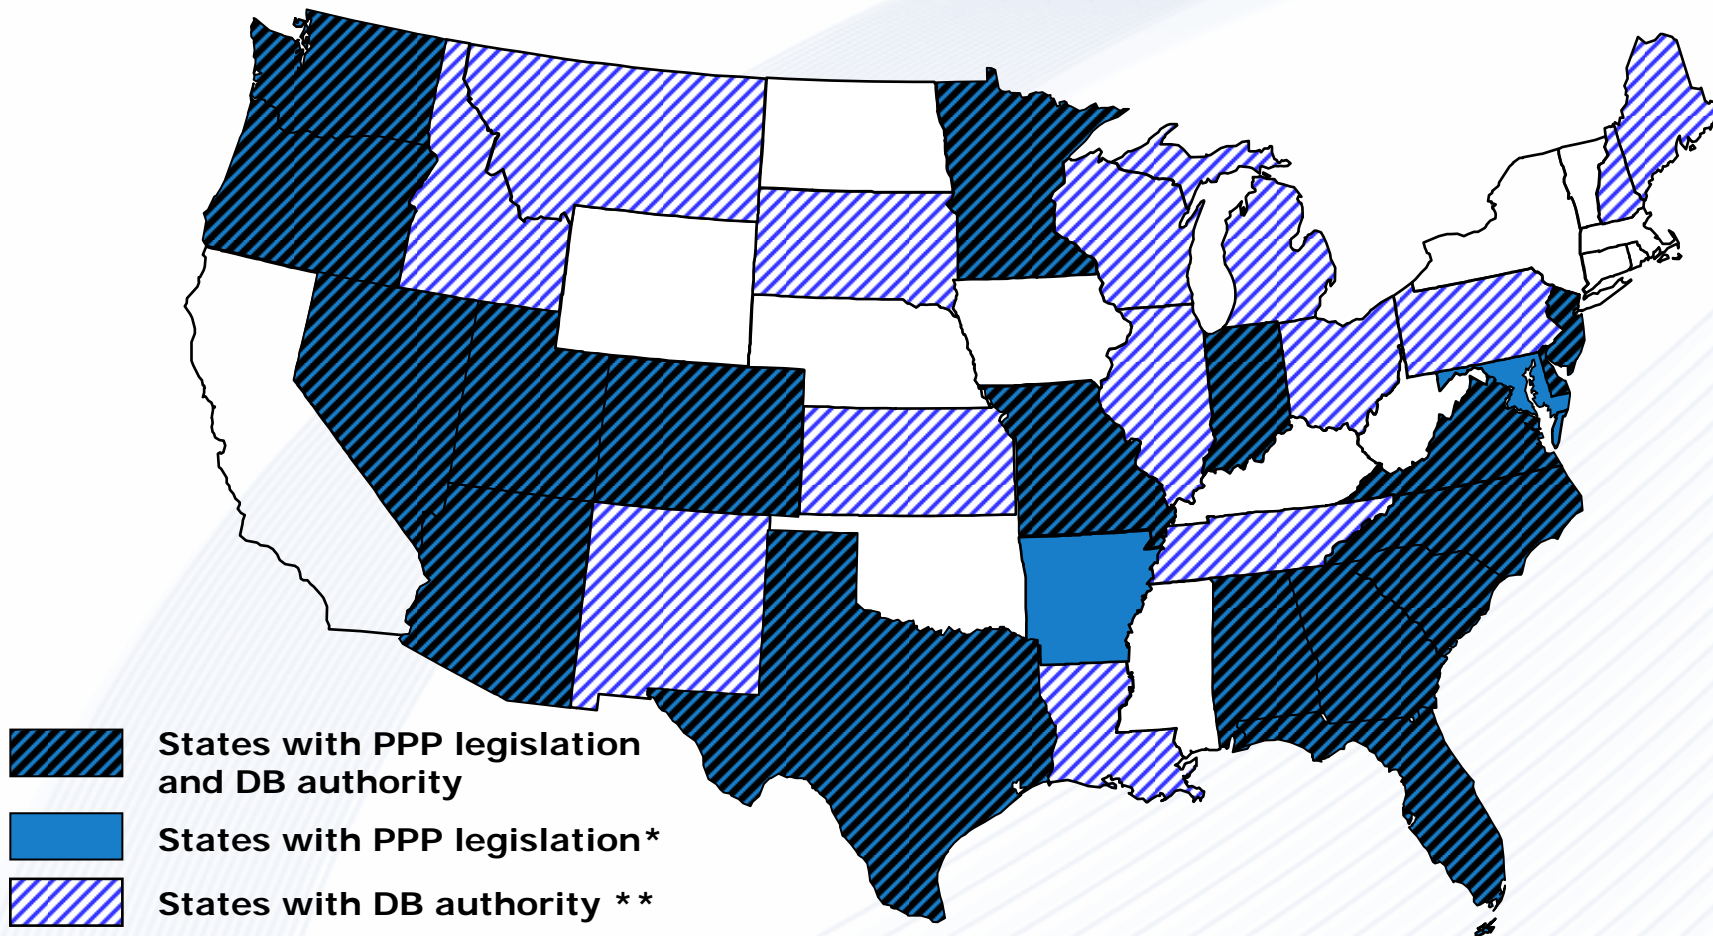 States with PPP legislation
and DB authority
States with PPP legislation*
States with DB authority **